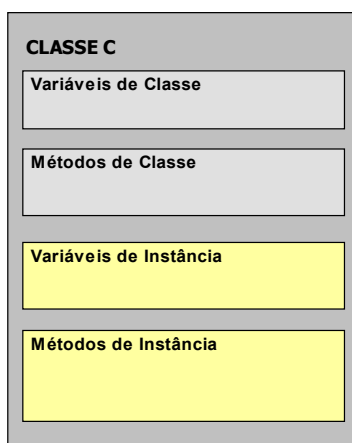 CLASSE C
Variáveis de Classe
Métodos de Classe
Variáveis de Instância
Métodos de Instância